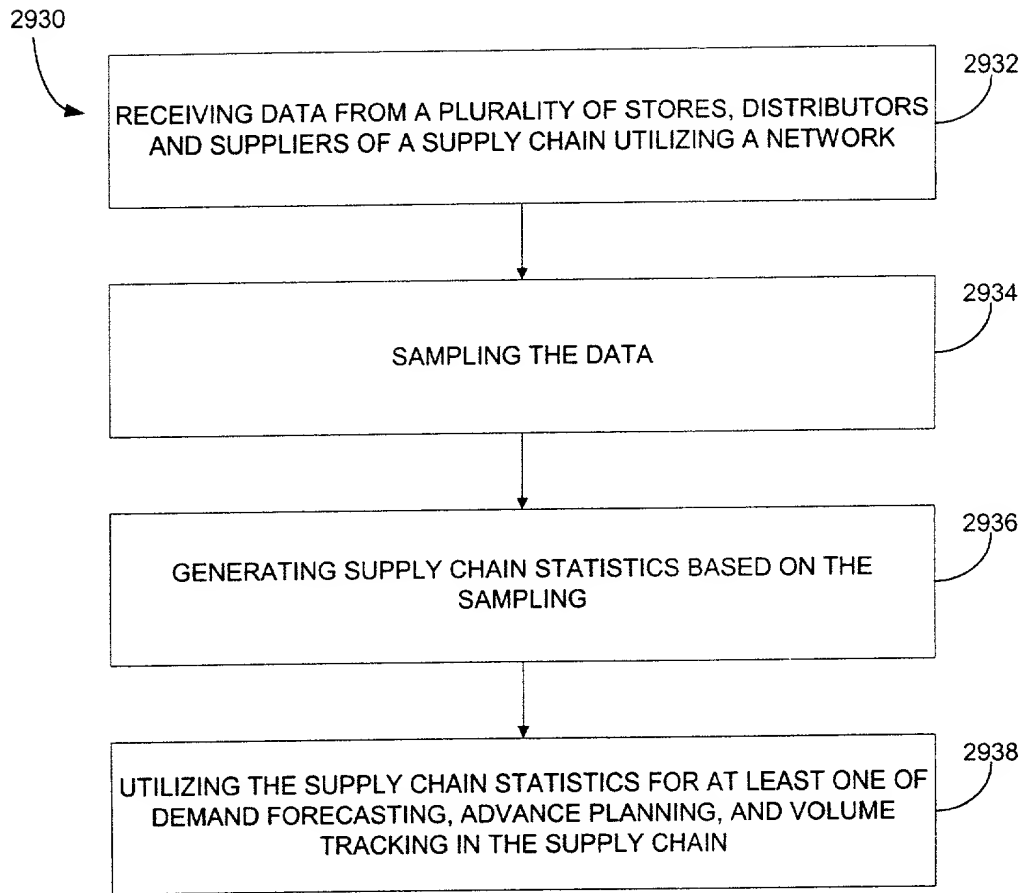 2930
2932
RECEIVING DATA FROM A PLURALITY OF STORES, DISTRIBUTORS
AND SUPPLIERS OF A SUPPLY CHAIN UTILIZING A NETWORK
2934
SAMPLING THE DATA
2936
GENERATING SUPPLY CHAIN STATISTICS BASED ON THE
SAMPLING
2938
UTILIZING THE SUPPLY CHAIN STATISTICS FOR AT LEAST ONE OF
DEMAND FORECASTING, ADVANCE PLANNING, AND VOLUME
TRACKING IN THE SUPPLY CHAIN